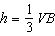 h = 1/3 VB